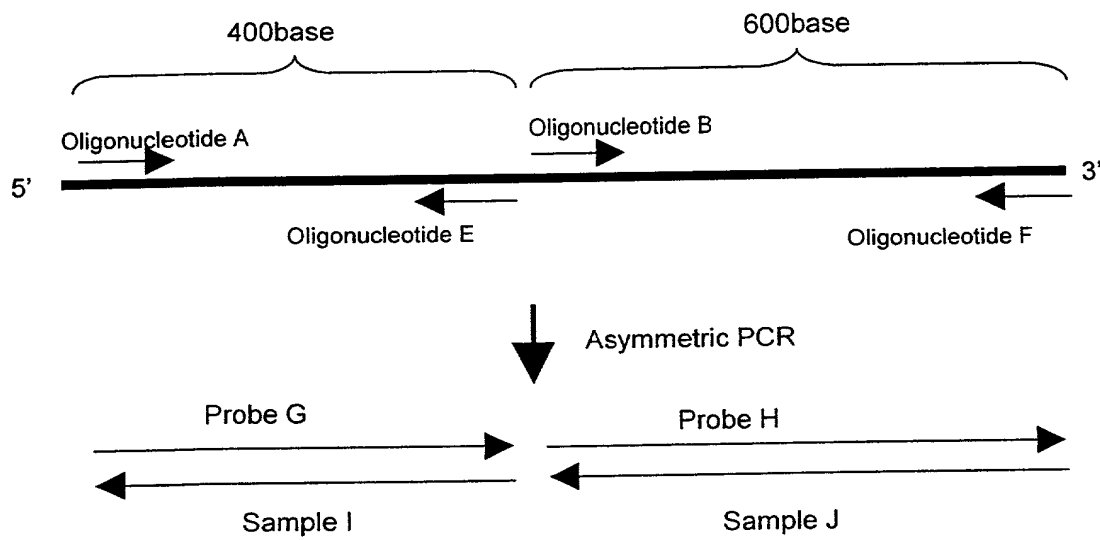 400base
600base
Oligonucleotide A
Oligonucleotide B
5'
3'
Oligonucleotide E
Oligonucleotide F
Asymmetric PCR
Probe G
Probe H
Sample I
Sample J